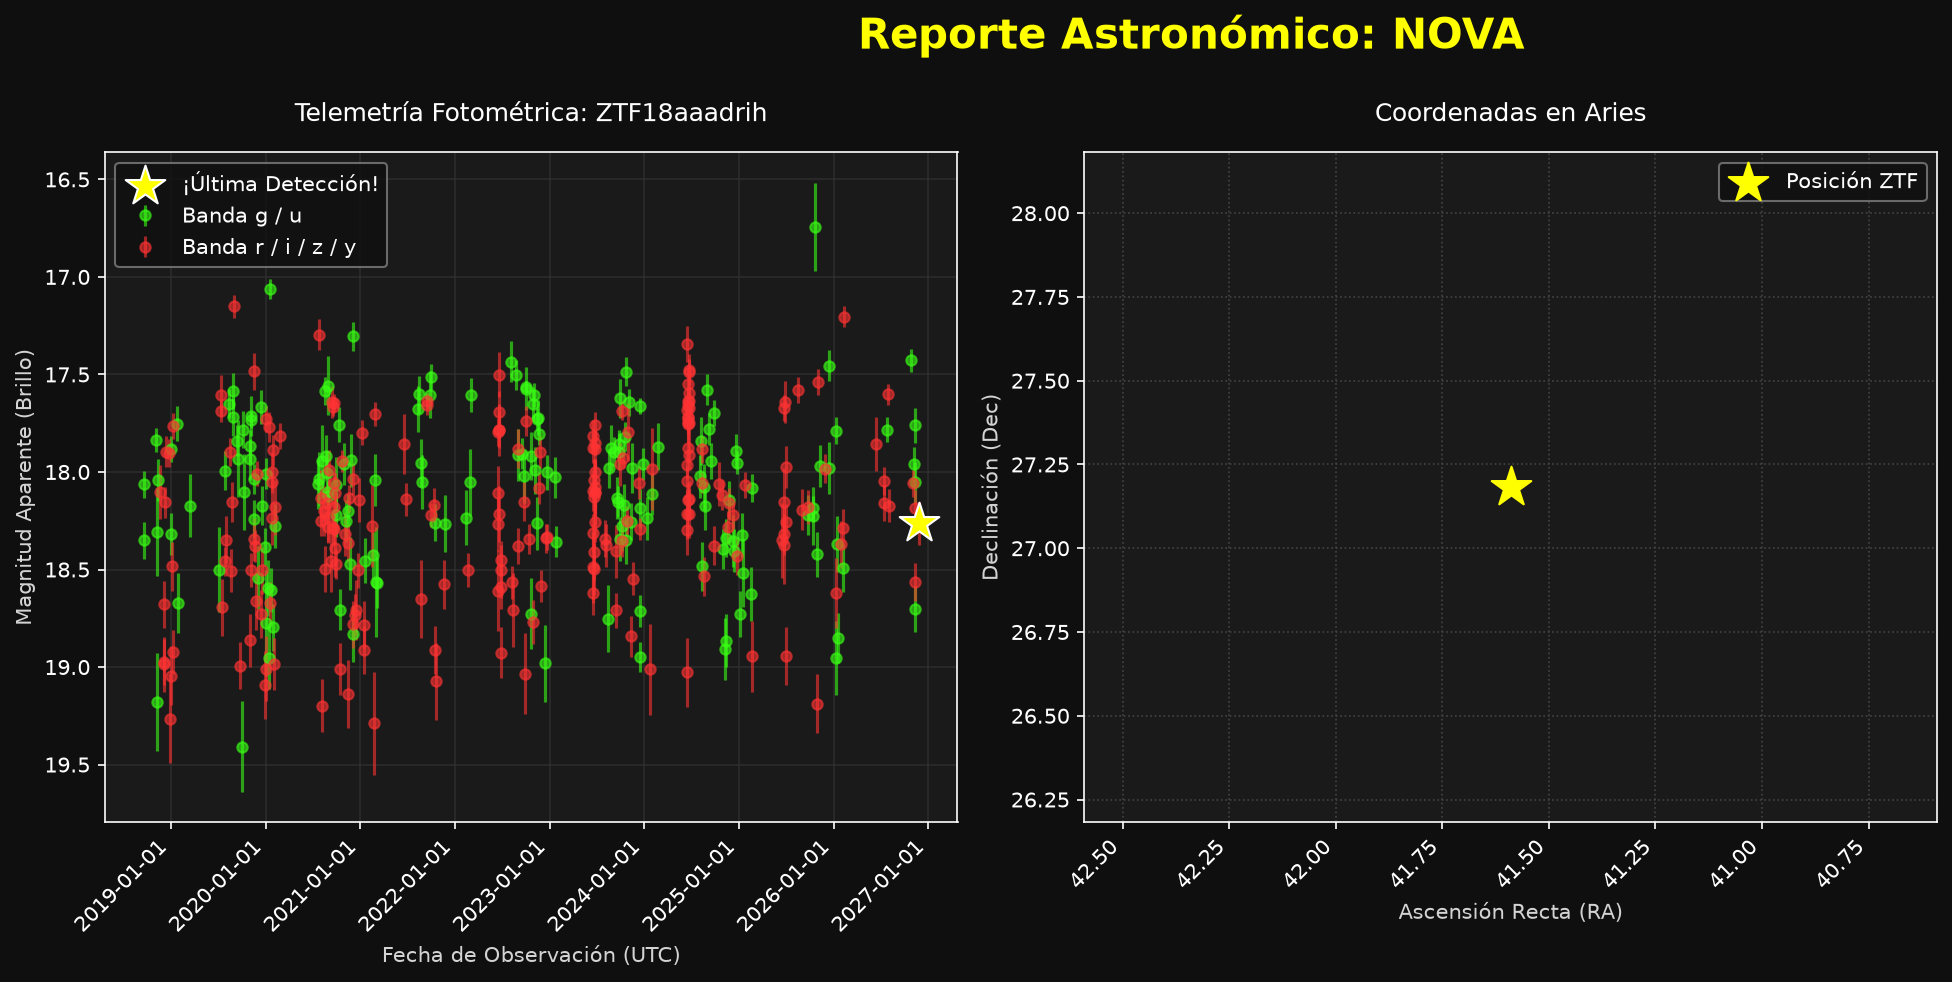 Reporte Astronómico: NOVA
Telemetría Fotométrica: ZTF18aaadrih
¡Última Detección!
Banda g / u
Banda r / i / z / y
Magnitud Aparente (Brillo)
16.5
17.0
17.5
18.0
18.5
19.0
19.5
2019-01-01
2020-01-01
2021-01-01
2022-01-01
2023-01-01
2024-01-01
2025-01-01
2026-01-01
2027-01-01
Fecha de Observación (UTC)
Coordenadas en Aries
Posición ZTF
Declinación (Dec)
28.00
27.75
27.50
27.25
27.00
26.75
26.50
26.25
42.50
42.25
42.00
41.75
41.50
41.25
41.00
40.75
Ascensión Recta (RA)